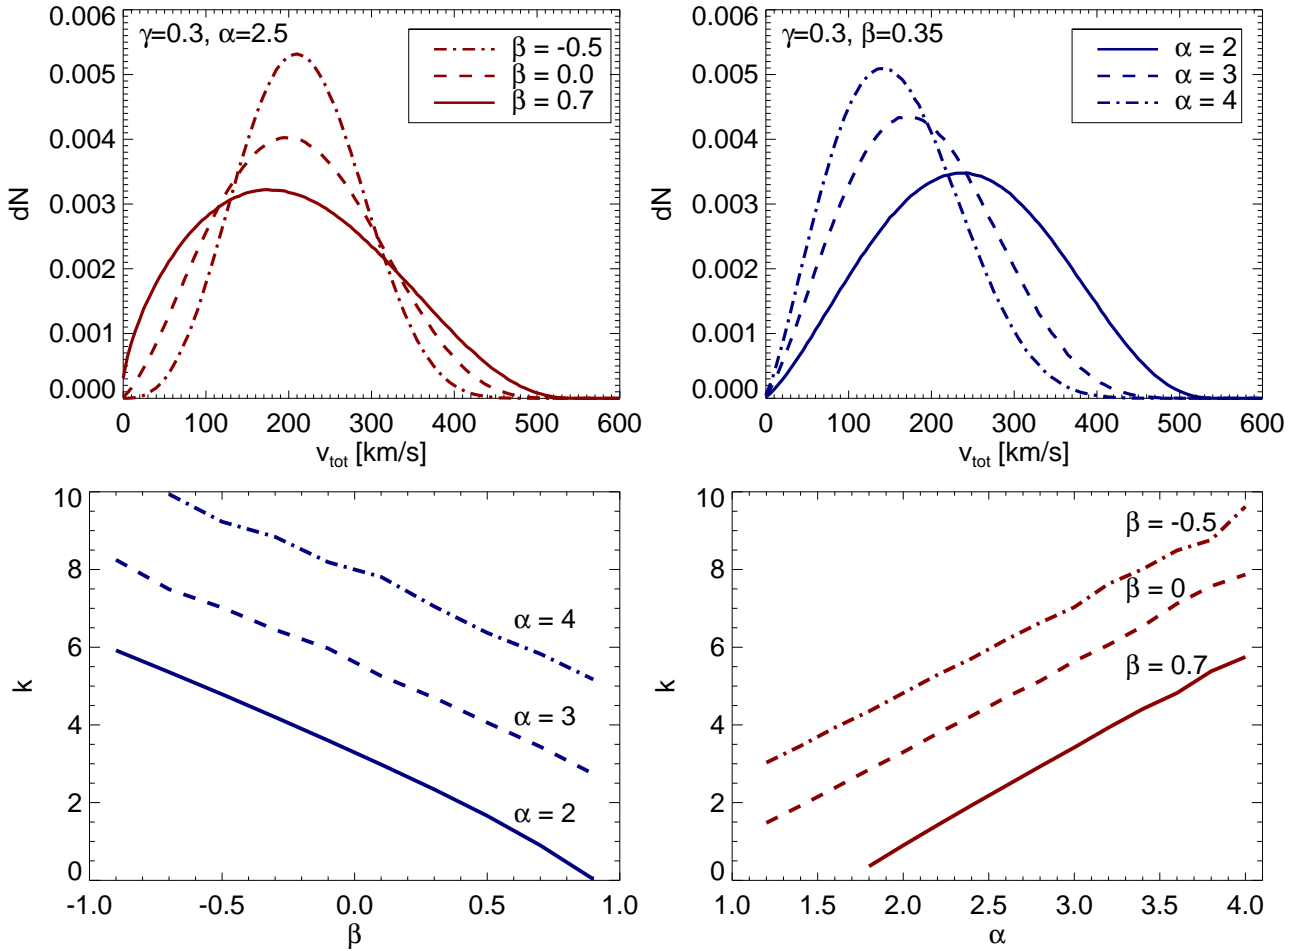 γ=0.3, α=2.5
β = -0.5
β = 0.0
β = 0.7
0.006
0.005
0.004
0.003
0.002
0.001
0.000
dN
0 100 200 300 400 500 600
v_tot [km/s]
γ=0.3, β=0.35
α = 2
α = 3
α = 4
0.006
0.005
0.004
0.003
0.002
0.001
0.000
dN
0 100 200 300 400 500 600
v_tot [km/s]
10
8
6
4
2
0
k
α = 4
α = 3
α = 2
-1.0 -0.5 0.0 0.5 1.0
β
10
8
6
4
2
0
k
β = -0.5
β = 0
β = 0.7
1.0 1.5 2.0 2.5 3.0 3.5 4.0
α